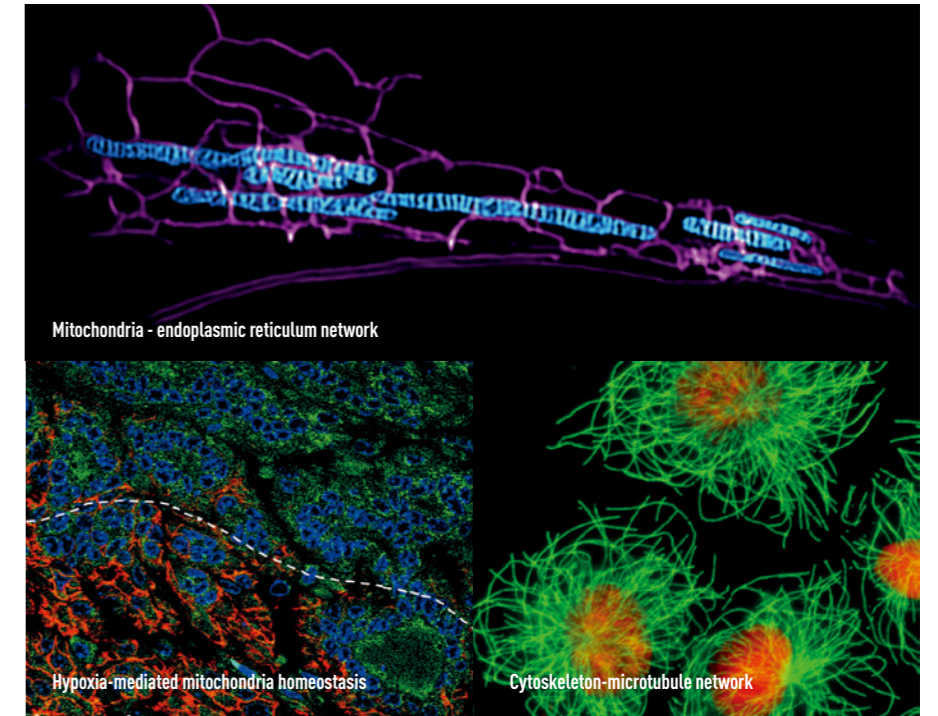 Mitochondria - endoplasmic reticulum network
Hypoxia-mediated mitochondria homeostasis
Cytoskeleton-microtubule network